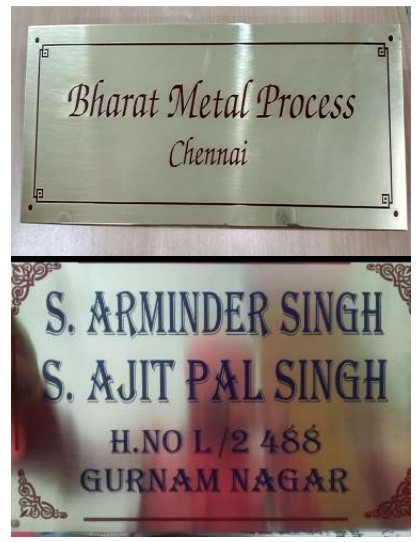 Bharat Metal Process
Chennai
S. ARMINDER SINGH
S. AJIT PAL SINGH
H.NO L/2 488
GURNAM NAGAR